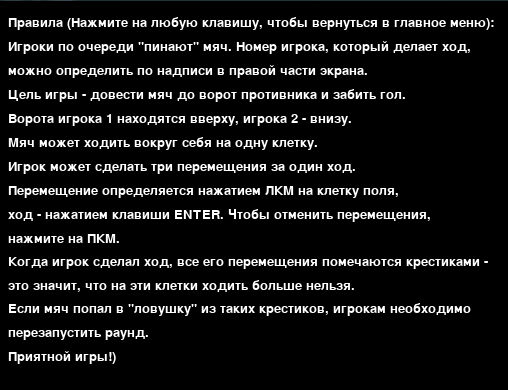 Правила (Нажмите на любую клавишу, чтобы вернуться в главное меню):
Игроки по очереди "пинают" мяч. Номер игрока, который делает ход,
можно определить по надписи в правой части экрана.
Цель игры - довести мяч до ворот противника и забить гол.
Ворота игрока 1 находятся вверху, игрока 2 - внизу.
Мяч может ходить вокруг себя на одну клетку.
Игрок может сделать три перемещения за один ход.
Перемещение определяется нажатием ЛКМ на клетку поля,
ход - нажатием клавиши ENTER. Чтобы отменить перемещения,
нажмите на ПКМ.
Когда игрок сделал ход, все его перемещения помечаются крестиками -
это значит, что на эти клетки ходить больше нельзя.
Если мяч попал в "ловушку" из таких крестиков, игрокам необходимо
перезапустить раунд.
Приятной игры!)